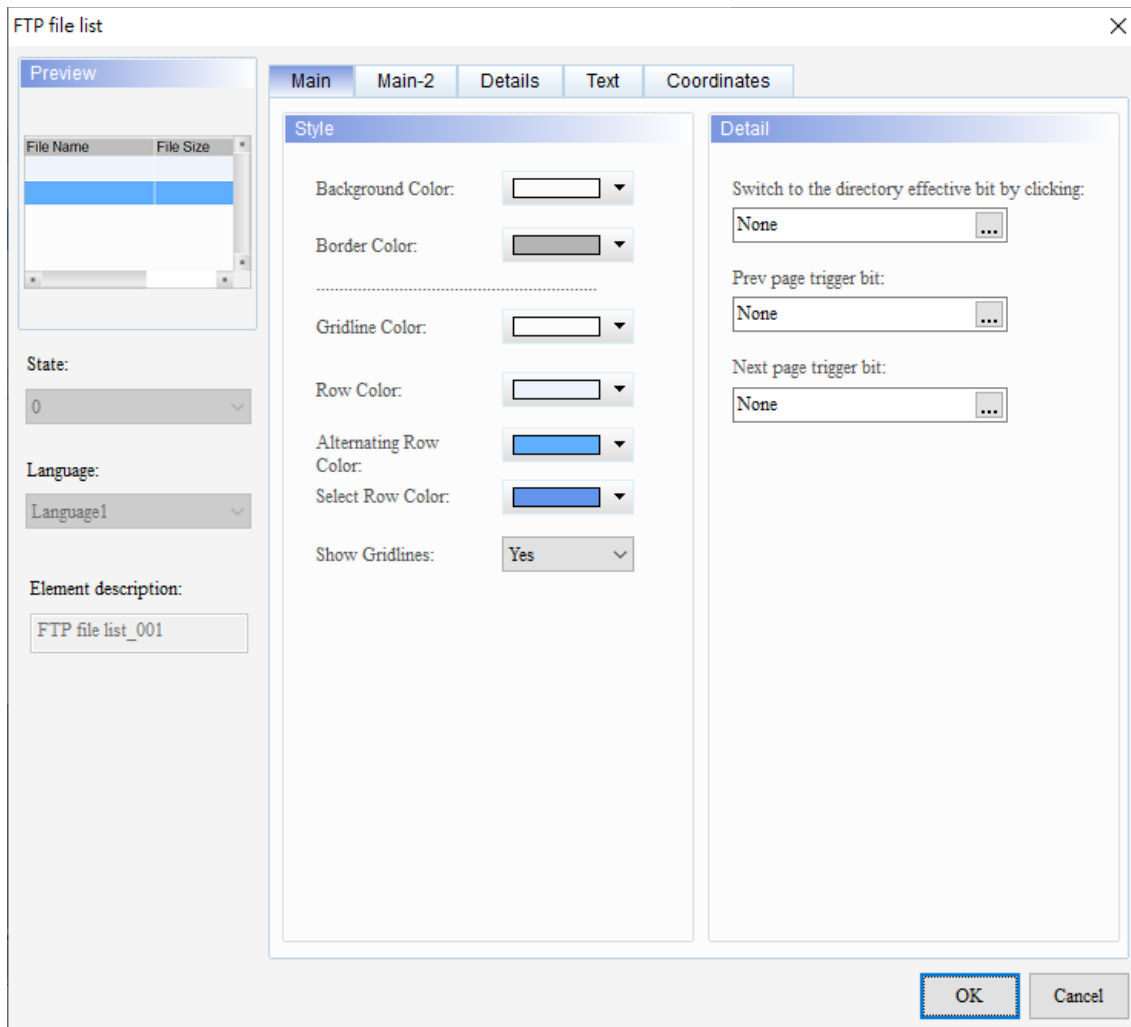 FTP file list
Preview
File Name File Size
State:
0
Language:
Language1
Element description:
FTP file list_001
Main Main-2 Details Text Coordinates
Style
Background Color:
Border Color:
Gridline Color:
Row Color:
Alternating Row
Color:
Select Row Color:
Show Gridlines: Yes
Detail
Switch to the directory effective bit by clicking:
None ...
Prev page trigger bit:
None ...
Next page trigger bit:
None ...
OK Cancel